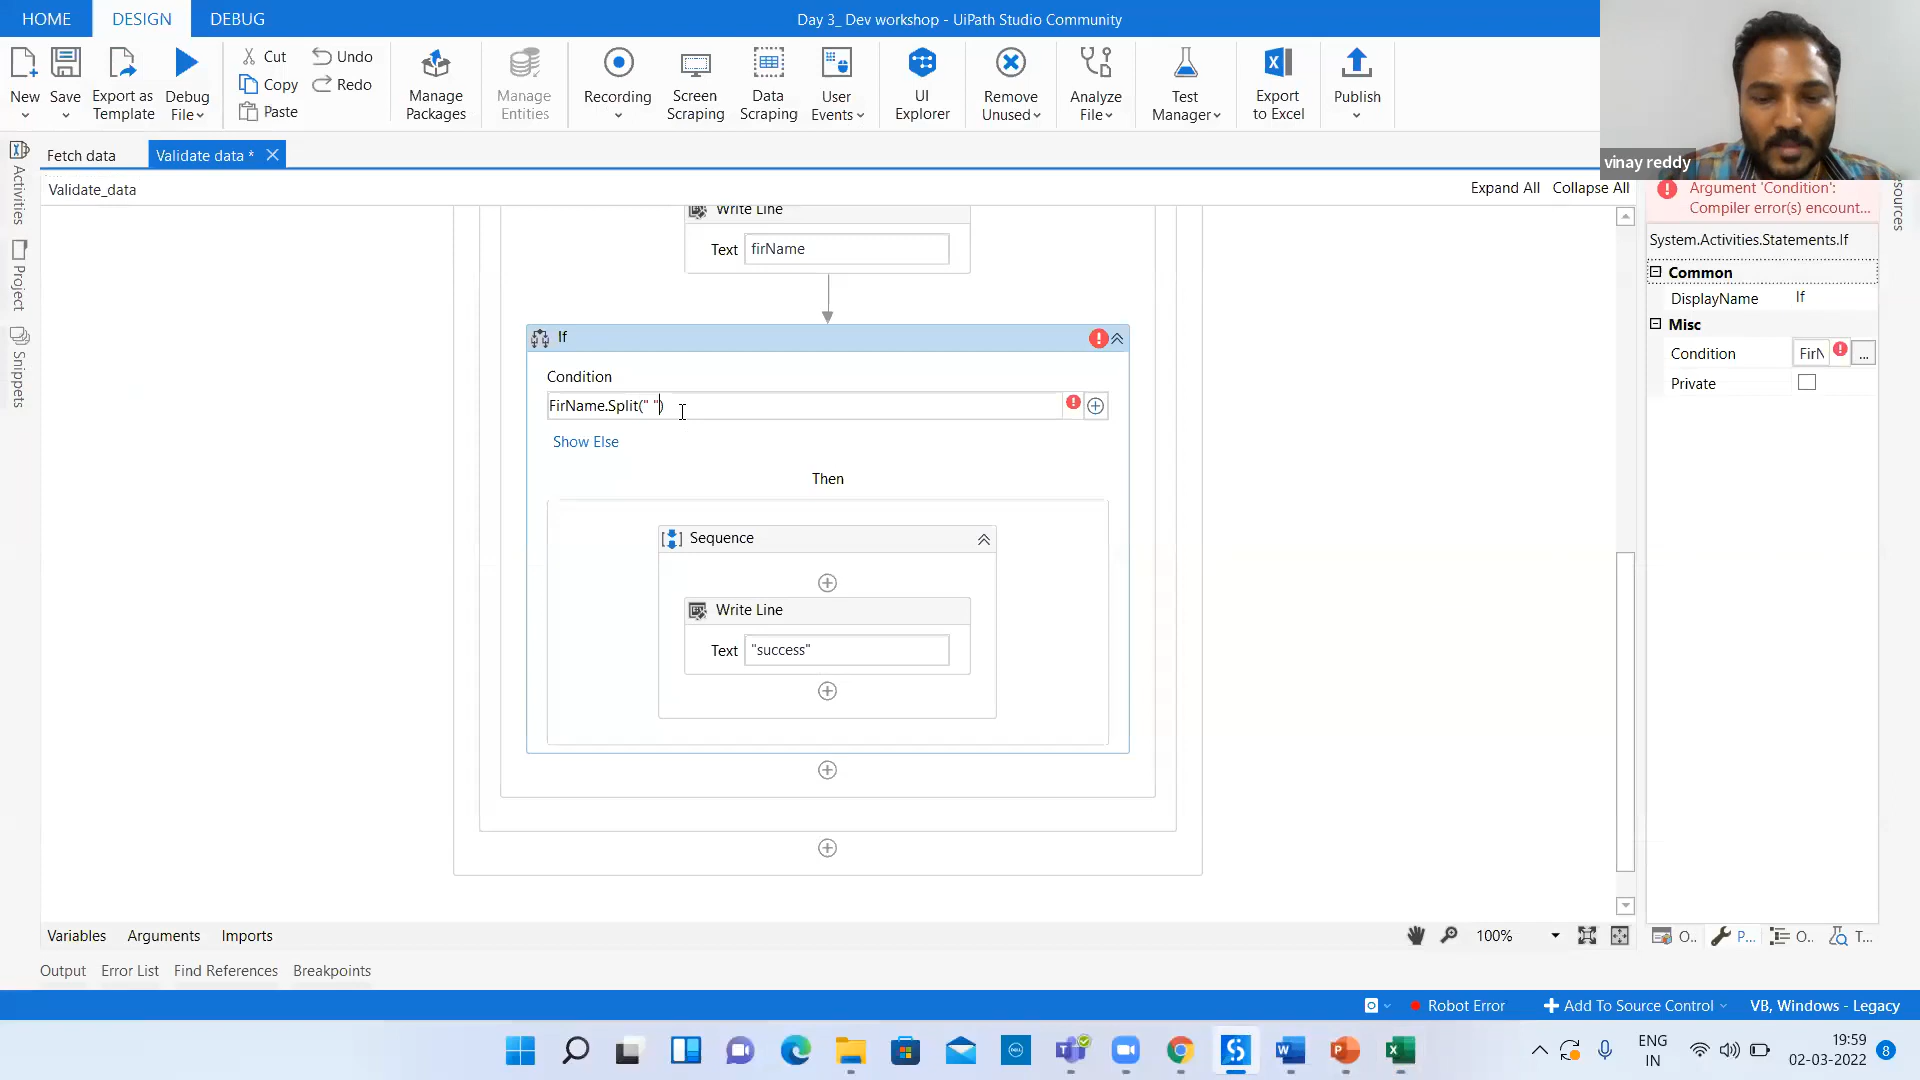 HOME DESIGN DEBUG
Day 3_ Dev workshop - UiPath Studio Community
New Save Export as Template Debug File
Cut Copy Paste
Undo Redo
Manage Packages
Manage Entities
Recording
Screen Scraping
Data Scraping
User Events
UI Explorer
Remove Unused
Analyze File
Test Manager
Export to Excel
Publish
vinay reddy
Fetch data Validate data *
Validate_data
Expand All Collapse All
Activities
Project
Snippets
Write Line
Text firName
If
Condition
FirName.Split(" ")
Show Else
Then
Sequence
Write Line
Text "success"
Argument 'Condition':
Compiler error(s) encount...
sources
System.Activities.Statements.If
Common
DisplayName If
Misc
Condition FirN ...
Private
Variables Arguments Imports
100%
O.. P... O.. T...
Output Error List Find References Breakpoints
Robot Error Add To Source Control VB, Windows - Legacy
DELL
ENG
IN
19:59
02-03-2022
8